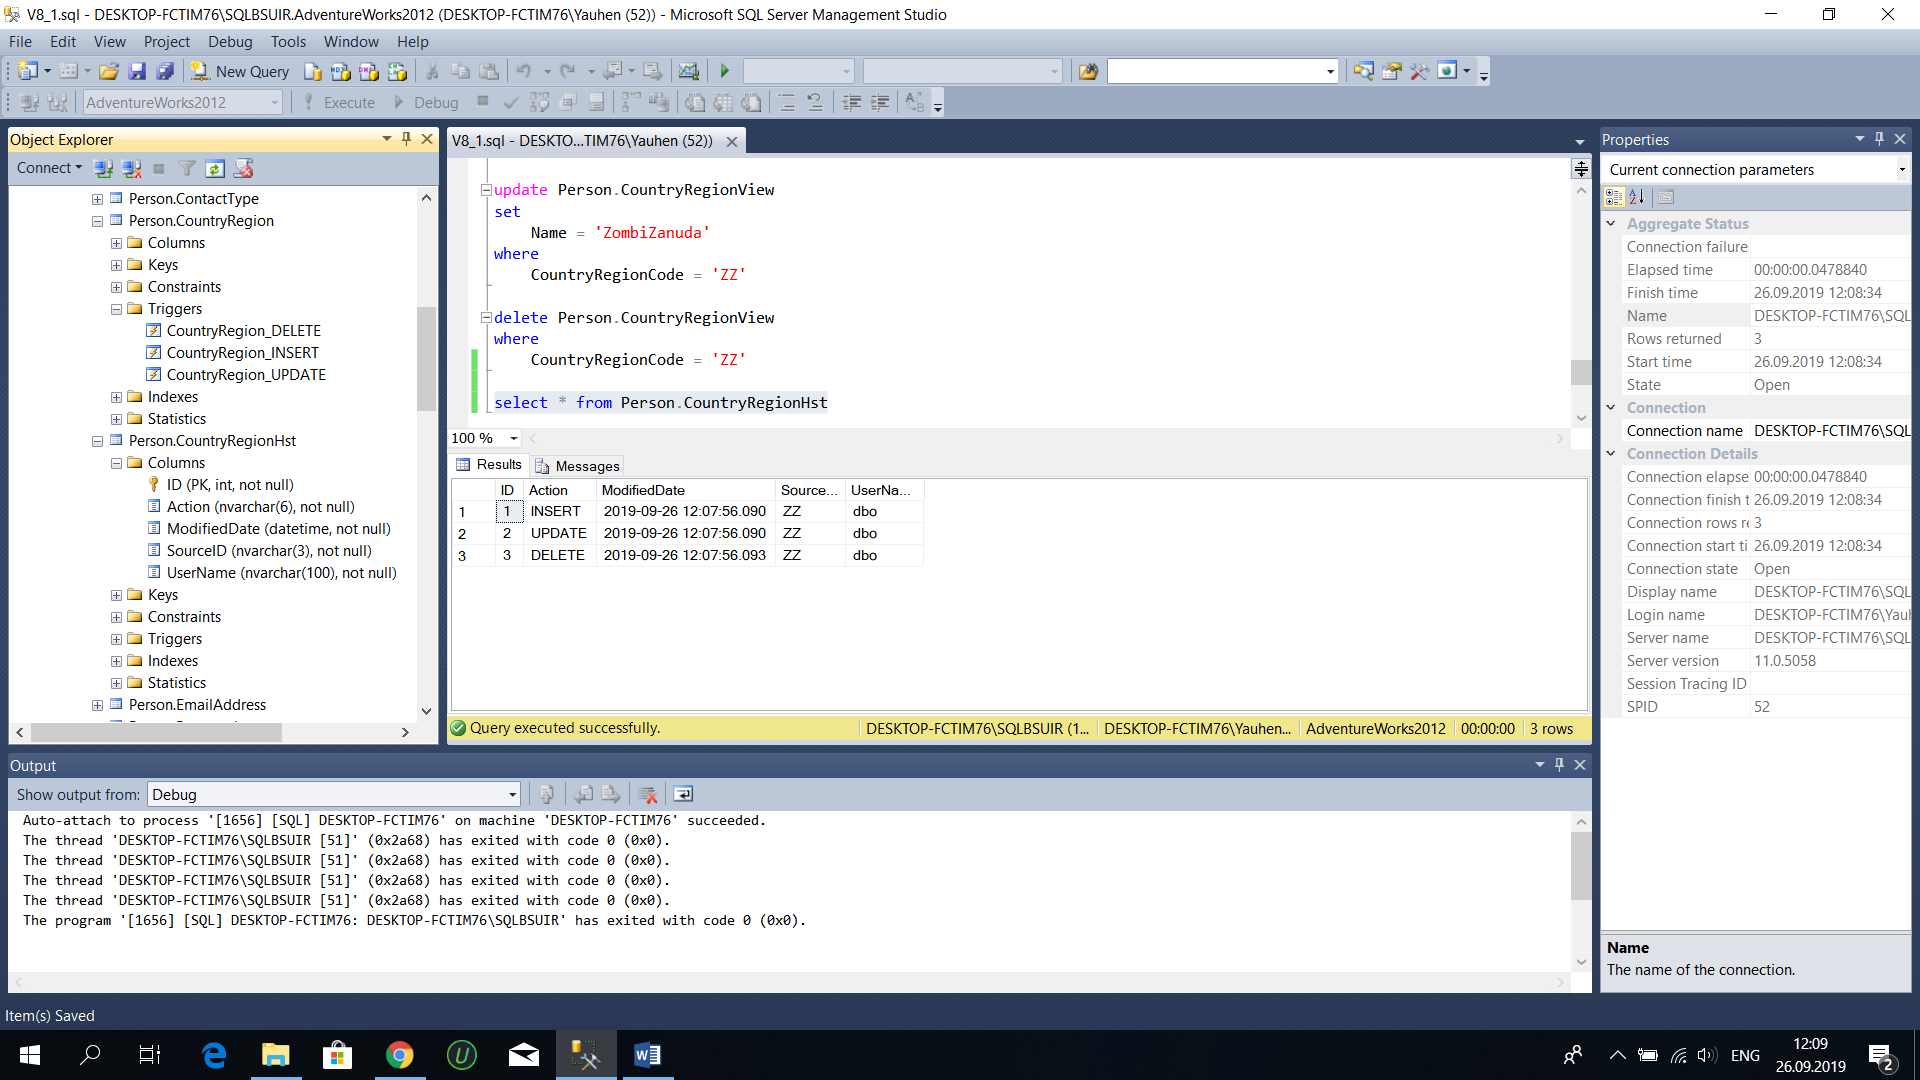 V8_1.sql - DESKTOP-FCTIM76\SQLBSUIR.AdventureWorks2012 (DESKTOP-FCTIM76\Yauhen (52)) - Microsoft SQL Server Management Studio
File Edit View Project Debug Tools Window Help
New Query
AdventureWorks2012 Execute Debug
Object Explorer
Connect
Person.ContactType
Person.CountryRegion
Columns
Keys
Constraints
Triggers
CountryRegion_DELETE
CountryRegion_INSERT
CountryRegion_UPDATE
Indexes
Statistics
Person.CountryRegionHst
Columns
ID (PK, int, not null)
Action (nvarchar(6), not null)
ModifiedDate (datetime, not null)
SourceID (nvarchar(3), not null)
UserName (nvarchar(100), not null)
Keys
Constraints
Triggers
Indexes
Statistics
Person.EmailAddress
V8_1.sql - DESKTO...TIM76\Yauhen (52))
update Person.CountryRegionView
set
Name = 'ZombiZanuda'
where
CountryRegionCode = 'ZZ'
delete Person.CountryRegionView
where
CountryRegionCode = 'ZZ'
select * from Person.CountryRegionHst
100 %
Results Messages
ID Action ModifiedDate Source... UserNa...
1 1 INSERT 2019-09-26 12:07:56.090 ZZ dbo
2 2 UPDATE 2019-09-26 12:07:56.090 ZZ dbo
3 3 DELETE 2019-09-26 12:07:56.093 ZZ dbo
Query executed successfully. DESKTOP-FCTIM76\SQLBSUIR (1... DESKTOP-FCTIM76\Yauhen... AdventureWorks2012 00:00:00 3 rows
Properties
Current connection parameters
Aggregate Status
Connection failure
Elapsed time 00:00:00.0478840
Finish time 26.09.2019 12:08:34
Name DESKTOP-FCTIM76\SQL
Rows returned 3
Start time 26.09.2019 12:08:34
State Open
Connection
Connection name DESKTOP-FCTIM76\SQL
Connection Details
Connection elapse 00:00:00.0478840
Connection finish t 26.09.2019 12:08:34
Connection rows re 3
Connection start ti 26.09.2019 12:08:34
Connection state Open
Display name DESKTOP-FCTIM76\SQL
Login name DESKTOP-FCTIM76\Yauh
Server name DESKTOP-FCTIM76\SQL
Server version 11.0.5058
Session Tracing ID
SPID 52
Name
The name of the connection.
Output
Show output from: Debug
Auto-attach to process '[1656] [SQL] DESKTOP-FCTIM76' on machine 'DESKTOP-FCTIM76' succeeded.
The thread 'DESKTOP-FCTIM76\SQLBSUIR [51]' (0x2a68) has exited with code 0 (0x0).
The thread 'DESKTOP-FCTIM76\SQLBSUIR [51]' (0x2a68) has exited with code 0 (0x0).
The thread 'DESKTOP-FCTIM76\SQLBSUIR [51]' (0x2a68) has exited with code 0 (0x0).
The thread 'DESKTOP-FCTIM76\SQLBSUIR [51]' (0x2a68) has exited with code 0 (0x0).
The program '[1656] [SQL] DESKTOP-FCTIM76: DESKTOP-FCTIM76\SQLBSUIR' has exited with code 0 (0x0).
Item(s) Saved
ENG
12:09
26.09.2019
2